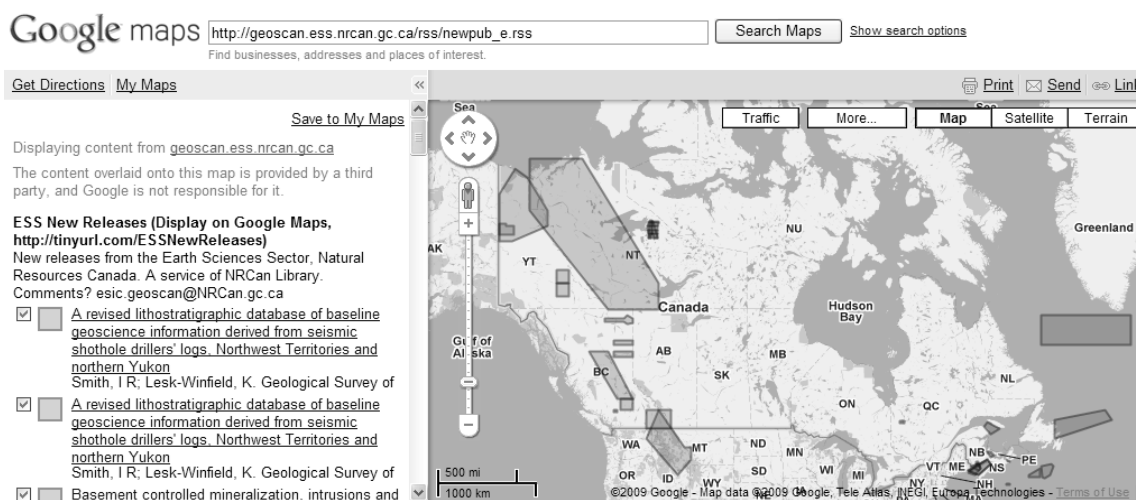 Google maps
http://geoscan.ess.nrcan.gc.ca/rss/newpub_e.rss
Search Maps
Show search options
Find businesses, addresses and places of interest.
Get Directions My Maps
«
Print Send Link
Save to My Maps
Displaying content from geoscan.ess.nrcan.gc.ca
The content overlaid onto this map is provided by a third
party, and Google is not responsible for it.
ESS New Releases (Display on Google Maps,
http://tinyurl.com/ESSNewReleases)
New releases from the Earth Sciences Sector, Natural
Resources Canada. A service of NRCan Library.
Comments? esic.geoscan@NRCan.gc.ca
A revised lithostratigraphic database of baseline
geoscience information derived from seismic
shothole drillers' logs, Northwest Territories and
northern Yukon
Smith, I R; Lesk-Winfield, K. Geological Survey of
A revised lithostratigraphic database of baseline
geoscience information derived from seismic
shothole drillers' logs, Northwest Territories and
northern Yukon
Smith, I R; Lesk-Winfield, K. Geological Survey of
Basement controlled mineralization, intrusions and
Sea
Sea
Traffic
More...
Map
Satellite
Terrain
Greenland
NU
AK
YT
NT
Canada
Hudson
Bay
Gulf of
Alaska
BC
AB
MB
SK
NL
ON
QC
WA
MT
ND
MN
NB
PE
NS
OR
ID
WY
SD
WI
MI
VT
ME
NY
NH
NE
IA
500 mi
1000 km
©2009 Google - Map data ©2009 Google, Tele Atlas, INEGI, Europa Technologies - Terms of Use